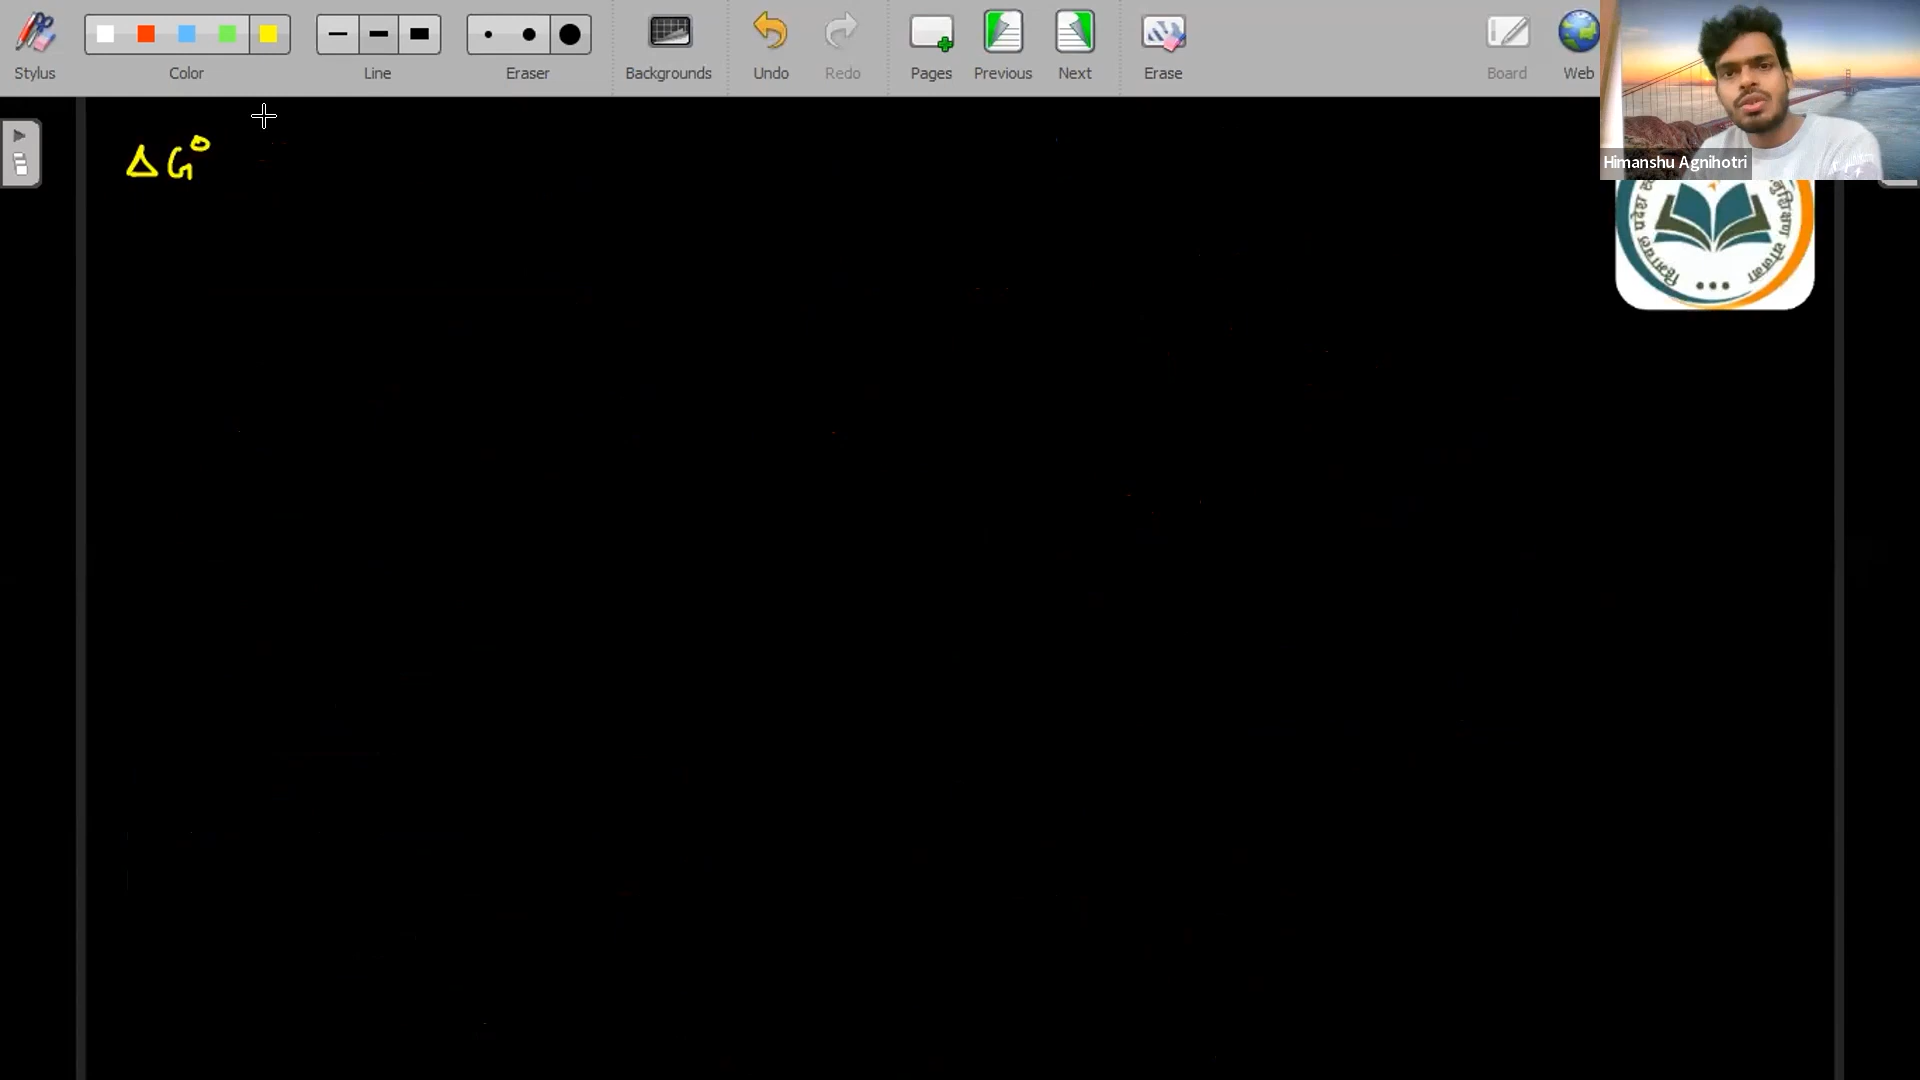 Stylus Color Line Eraser Backgrounds Undo Redo Pages Previous Next Erase Board Web
Himanshu Agnihotri
ΔG°